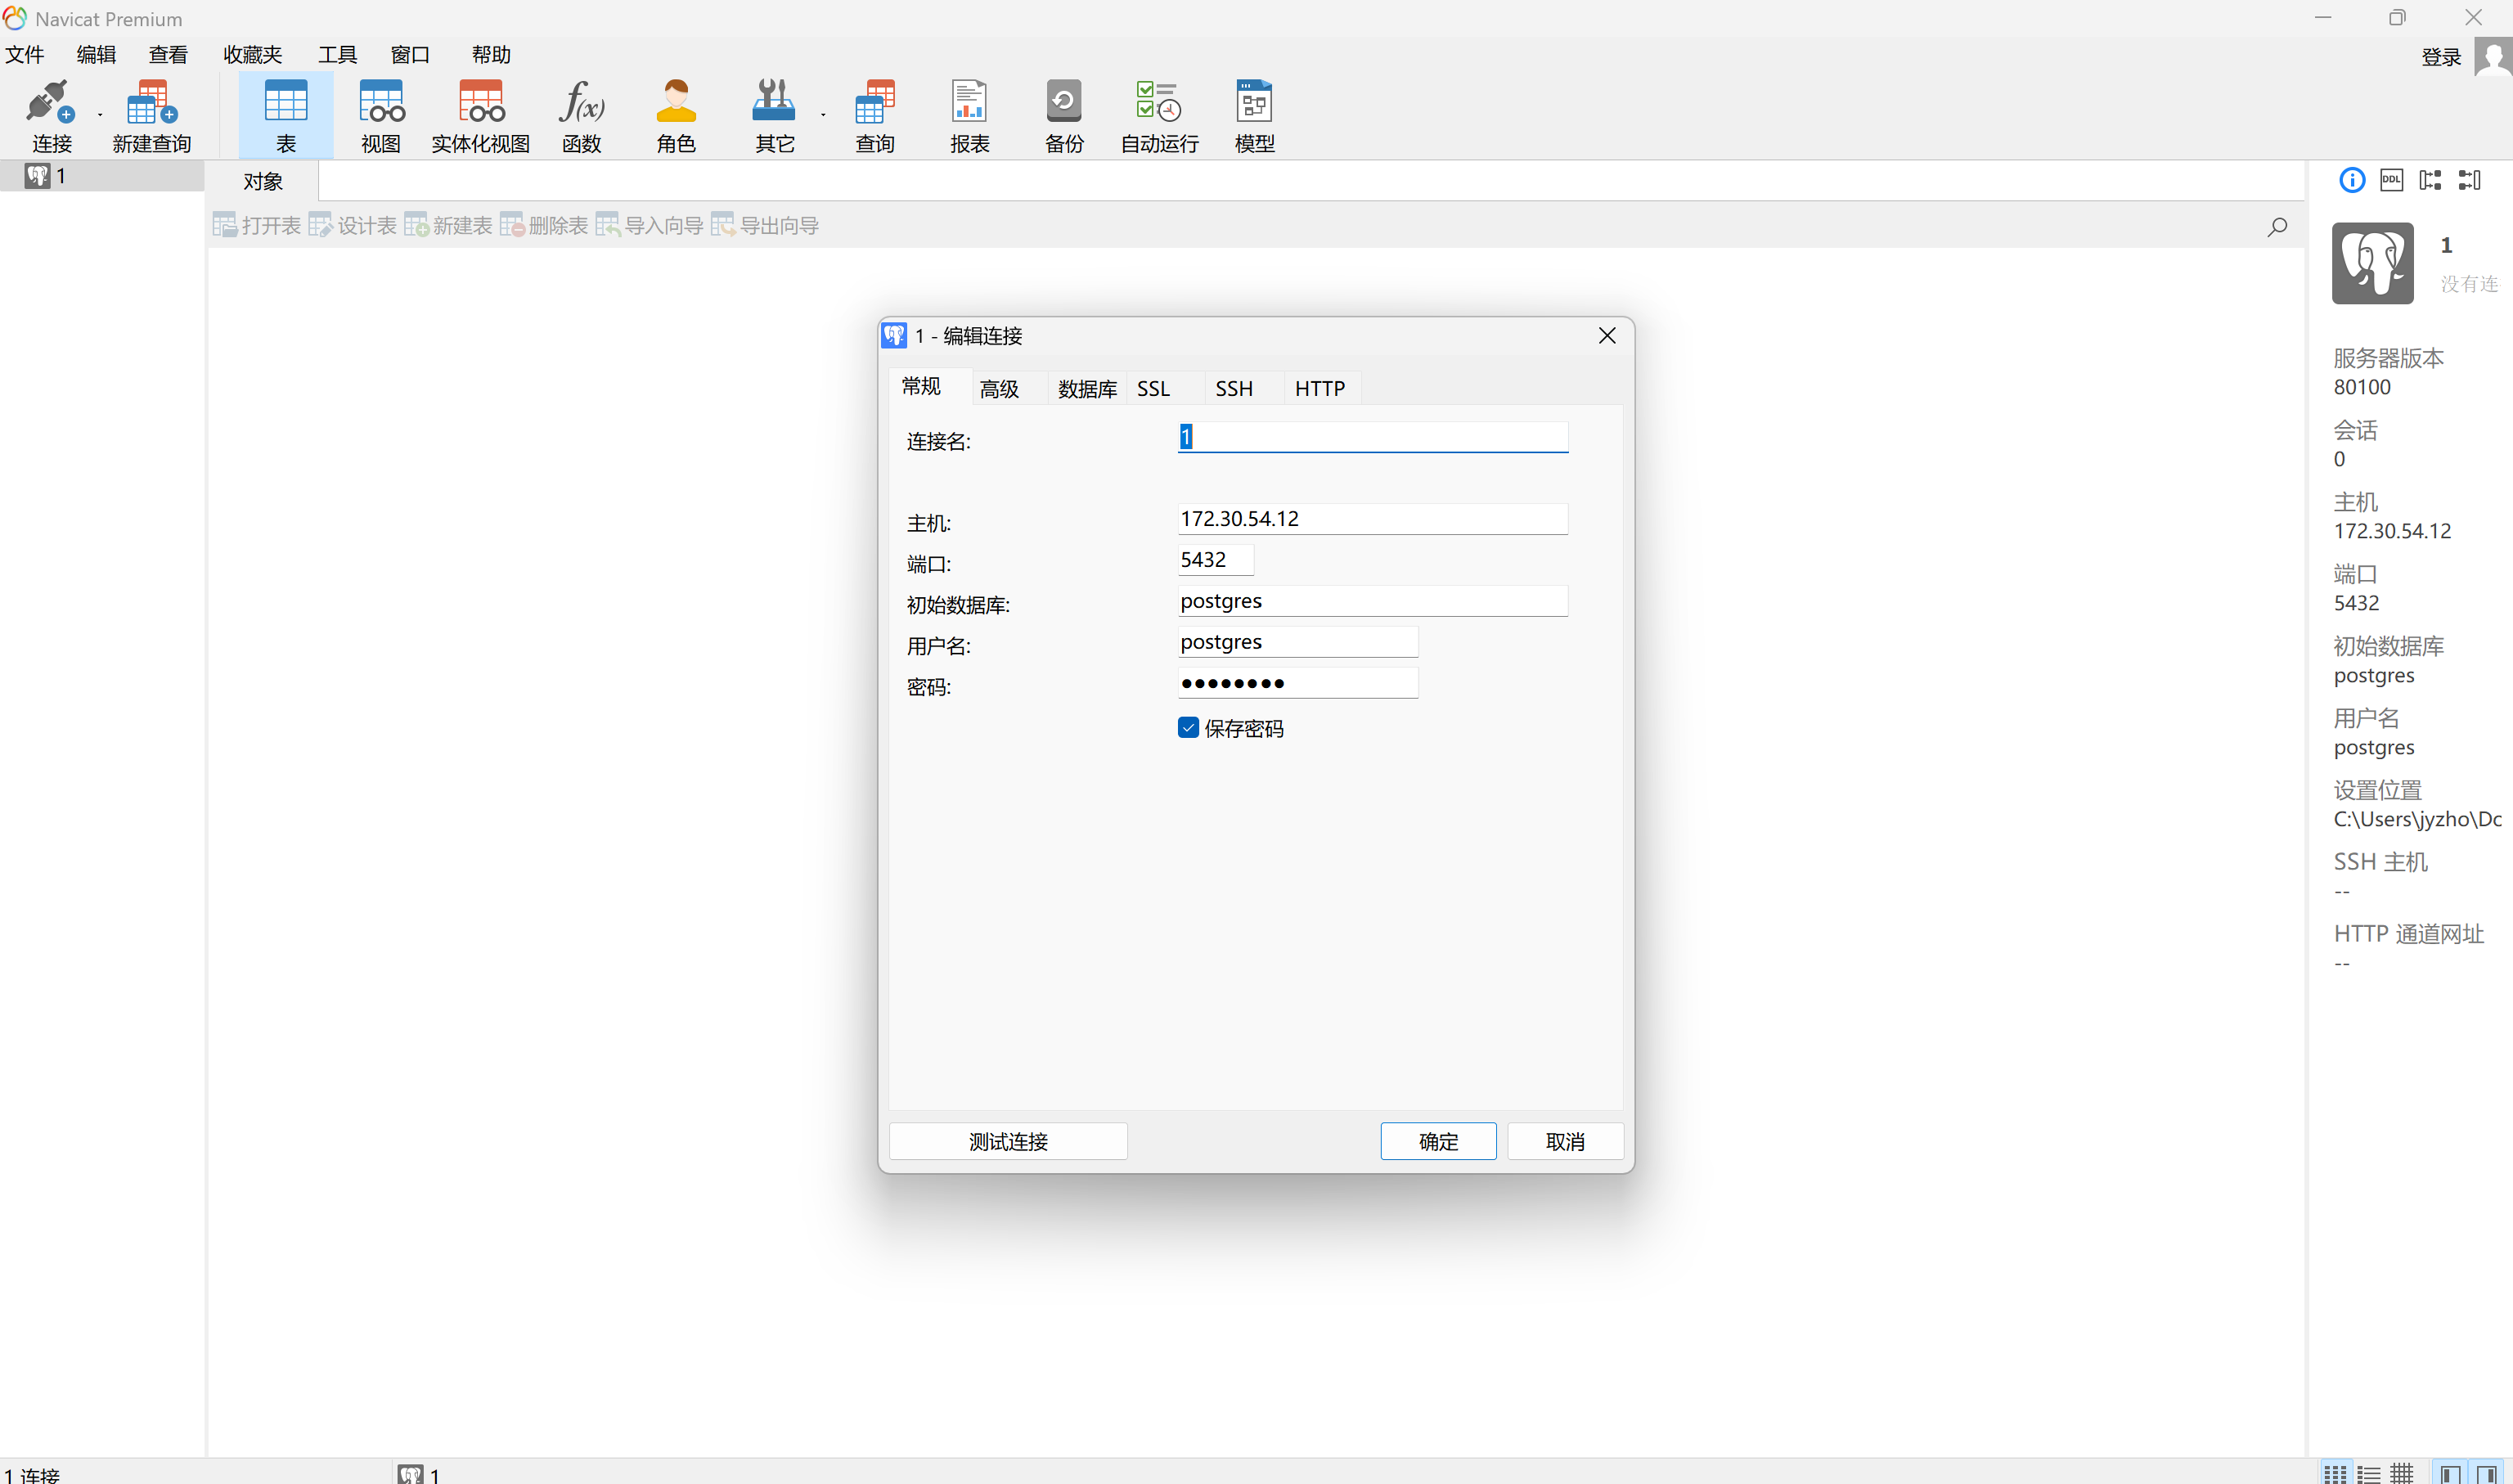 Navicat Premium
文件 编辑 查看 收藏夹 工具 窗口 帮助 登录
连接 新建查询 表 视图 实体化视图 函数 角色 其它 查询 报表 备份 自动运行 模型
f(x)
1
对象
DDL
打开表 设计表 新建表 删除表 导入向导 导出向导
1
没有连
服务器版本
80100
会话
0
主机
172.30.54.12
端口
5432
初始数据库
postgres
用户名
postgres
设置位置
C:\Users\jyzho\Dc
SSH 主机
--
HTTP 通道网址
--
1 - 编辑连接
常规 高级 数据库 SSL SSH HTTP
连接名: 1
主机: 172.30.54.12
端口: 5432
初始数据库: postgres
用户名: postgres
密码: ●●●●●●●●
保存密码
测试连接 确定 取消
1 连接 1